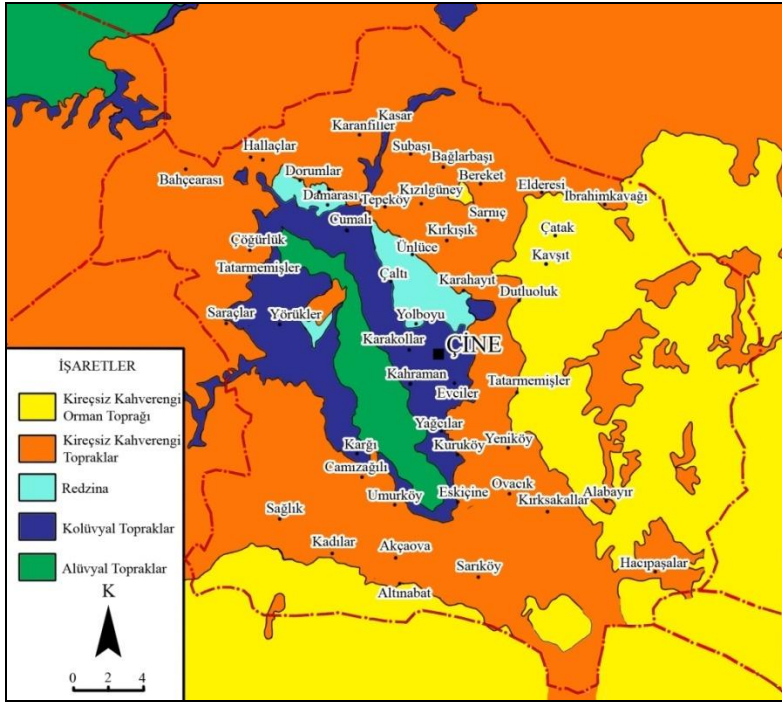 Kasar
Karanfiller
Hallaçlar
Subaşı
Bağlarbaşı
Bahçearası
Dorumlar
Bereket
Elderesi
İbrahimkavağı
Damarası
Tepeköy
Kızılgüney
Sarnıç
Cumalı
Kırkışık
Çatak
Çöğürlük
Ünlüce
Kavşıt
Tatarmemişler
Çaltı
Karahayıt
Dutluoluk
Saraçlar
Yörükler
Yolboyu
Karakollar
ÇİNE
Kahraman
Evciler
Tatarmemişler
Yağcılar
Karğı
Kuruköy
Yeniköy
Camızağılı
Umurköy
Eskiçine
Ovacık
Kırksakallar
Alabayır
Sağlık
Kadılar
Akçaova
Sarıköy
Hacıpaşalar
Altınabat
İŞARETLER
Kireçsiz Kahverengi
Orman Toprağı
Kireçsiz Kahverengi
Topraklar
Redzina
Kolüvyal Topraklar
Alüvyal Topraklar
K
0 2 4